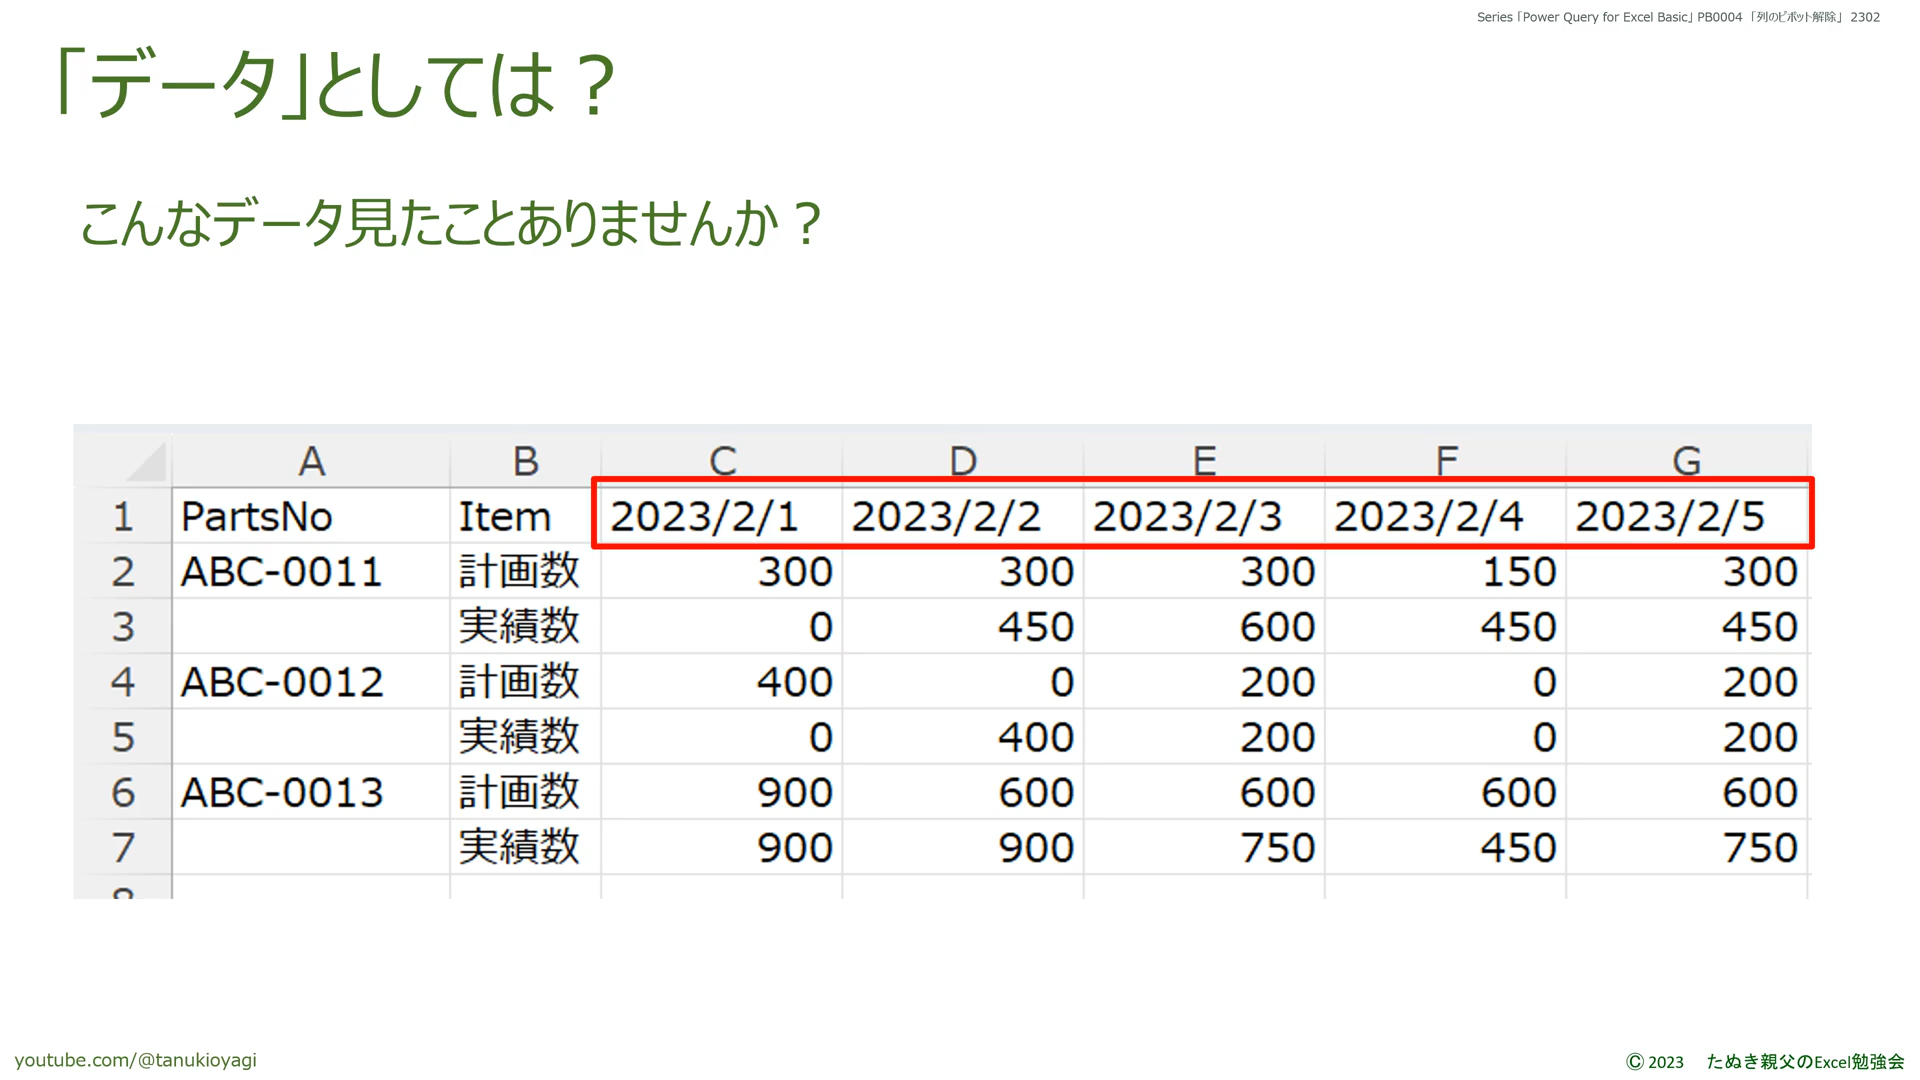 Series「Power Query for Excel Basic」PB0004「列のピボット解除」 2302
「データ」としては？
こんなデータ見たことありませんか？
A B C D E F G
1 PartsNo Item 2023/2/1 2023/2/2 2023/2/3 2023/2/4 2023/2/5
2 ABC-0011 計画数 300 300 300 150 300
3 実績数 0 450 600 450 450
4 ABC-0012 計画数 400 0 200 0 200
5 実績数 0 400 200 0 200
6 ABC-0013 計画数 900 600 600 600 600
7 実績数 900 900 750 450 750
8
youtube.com/@tanukioyagi
© 2023 たぬき親父のExcel勉強会